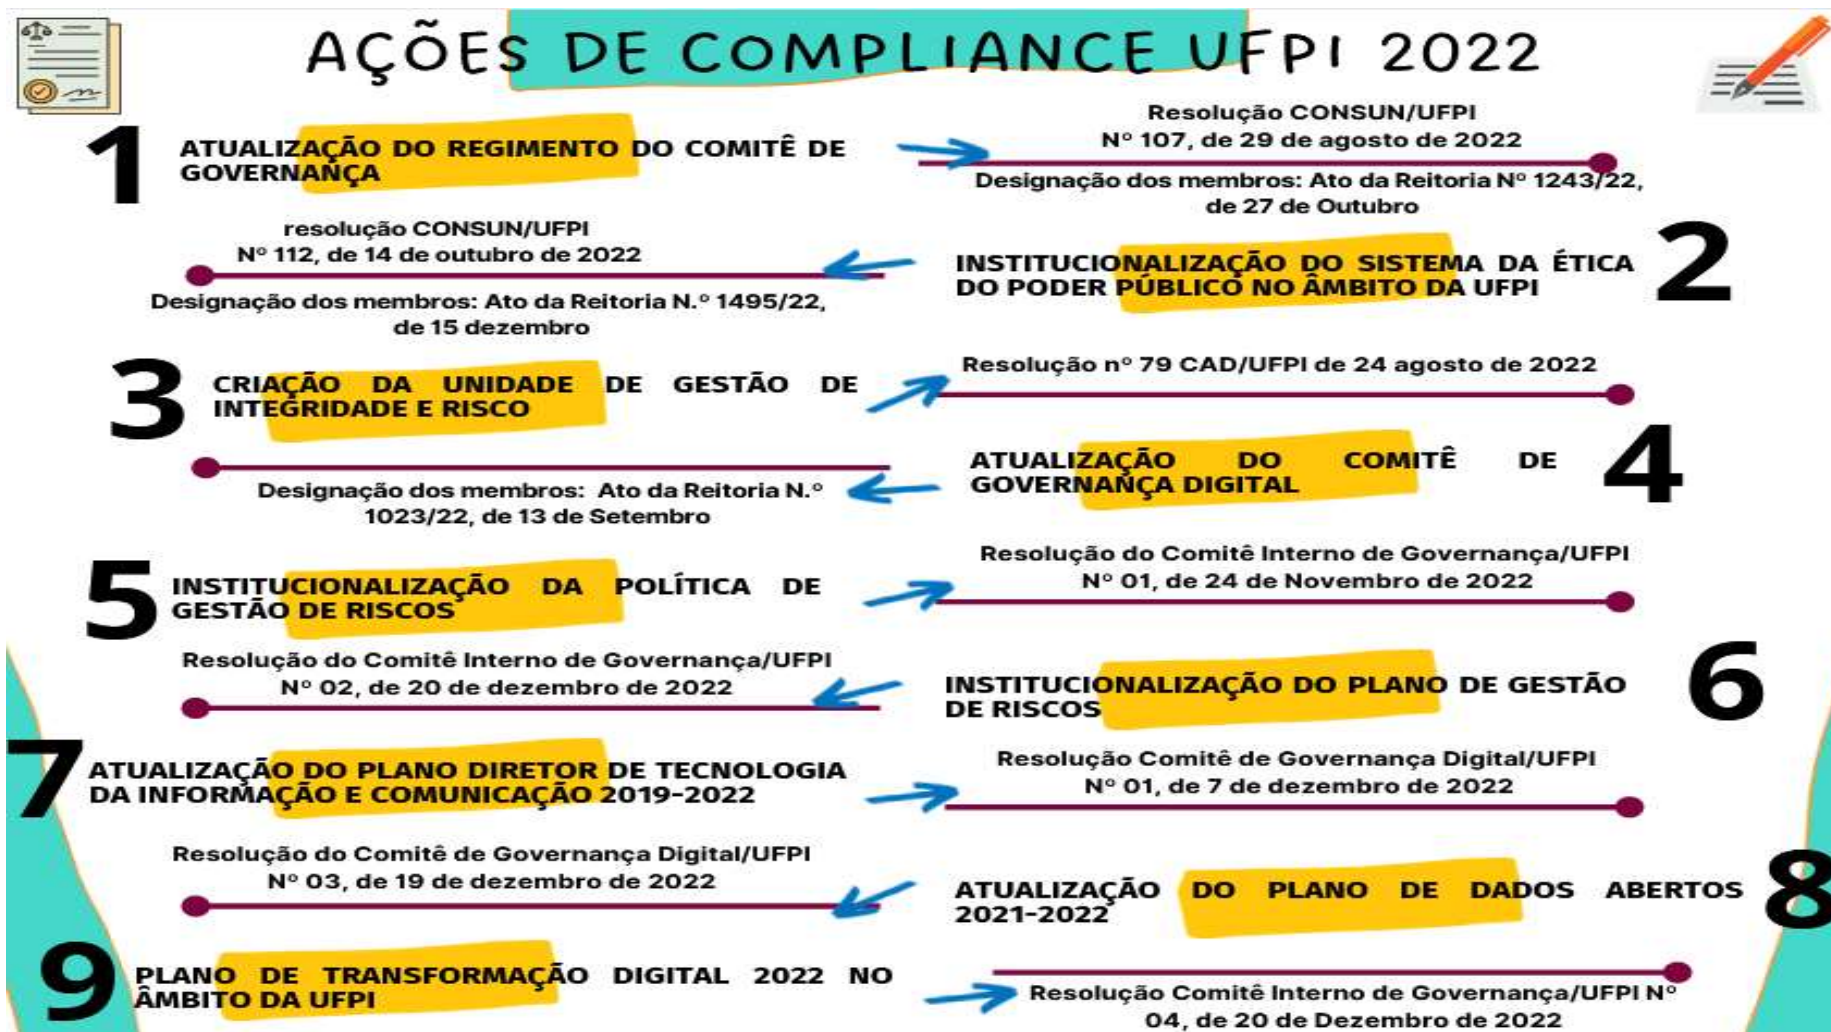 AÇÕES DE COMPLIANCE UFPI 2022
1
ATUALIZAÇÃO DO REGIMENTO DO COMITÊ DE
GOVERNANÇA
Resolução CONSUN/UFPI
Nº 107, de 29 de agosto de 2022
Designação dos membros: Ato da Reitoria Nº 1243/22,
de 27 de Outubro
2
INSTITUCIONALIZAÇÃO DO SISTEMA DA ÉTICA
DO PODER PÚBLICO NO ÂMBITO DA UFPI
resolução CONSUN/UFPI
Nº 112, de 14 de outubro de 2022
Designação dos membros: Ato da Reitoria N.º 1495/22,
de 15 dezembro
3
CRIAÇÃO DA UNIDADE DE GESTÃO DE
INTEGRIDADE E RISCO
Resolução nº 79 CAD/UFPI de 24 agosto de 2022
4
ATUALIZAÇÃO DO COMITÊ DE
GOVERNANÇA DIGITAL
Designação dos membros: Ato da Reitoria N.º
1023/22, de 13 de Setembro
5
INSTITUCIONALIZAÇÃO DA POLÍTICA DE
GESTÃO DE RISCOS
Resolução do Comitê Interno de Governança/UFPI
Nº 01, de 24 de Novembro de 2022
6
INSTITUCIONALIZAÇÃO DO PLANO DE GESTÃO
DE RISCOS
Resolução do Comitê Interno de Governança/UFPI
Nº 02, de 20 de dezembro de 2022
7
ATUALIZAÇÃO DO PLANO DIRETOR DE TECNOLOGIA
DA INFORMAÇÃO E COMUNICAÇÃO 2019-2022
Resolução Comitê de Governança Digital/UFPI
Nº 01, de 7 de dezembro de 2022
8
ATUALIZAÇÃO DO PLANO DE DADOS ABERTOS
2021-2022
Resolução do Comitê de Governança Digital/UFPI
Nº 03, de 19 de dezembro de 2022
9
PLANO DE TRANSFORMAÇÃO DIGITAL 2022 NO
ÂMBITO DA UFPI
Resolução Comitê Interno de Governança/UFPI Nº
04, de 20 de Dezembro de 2022